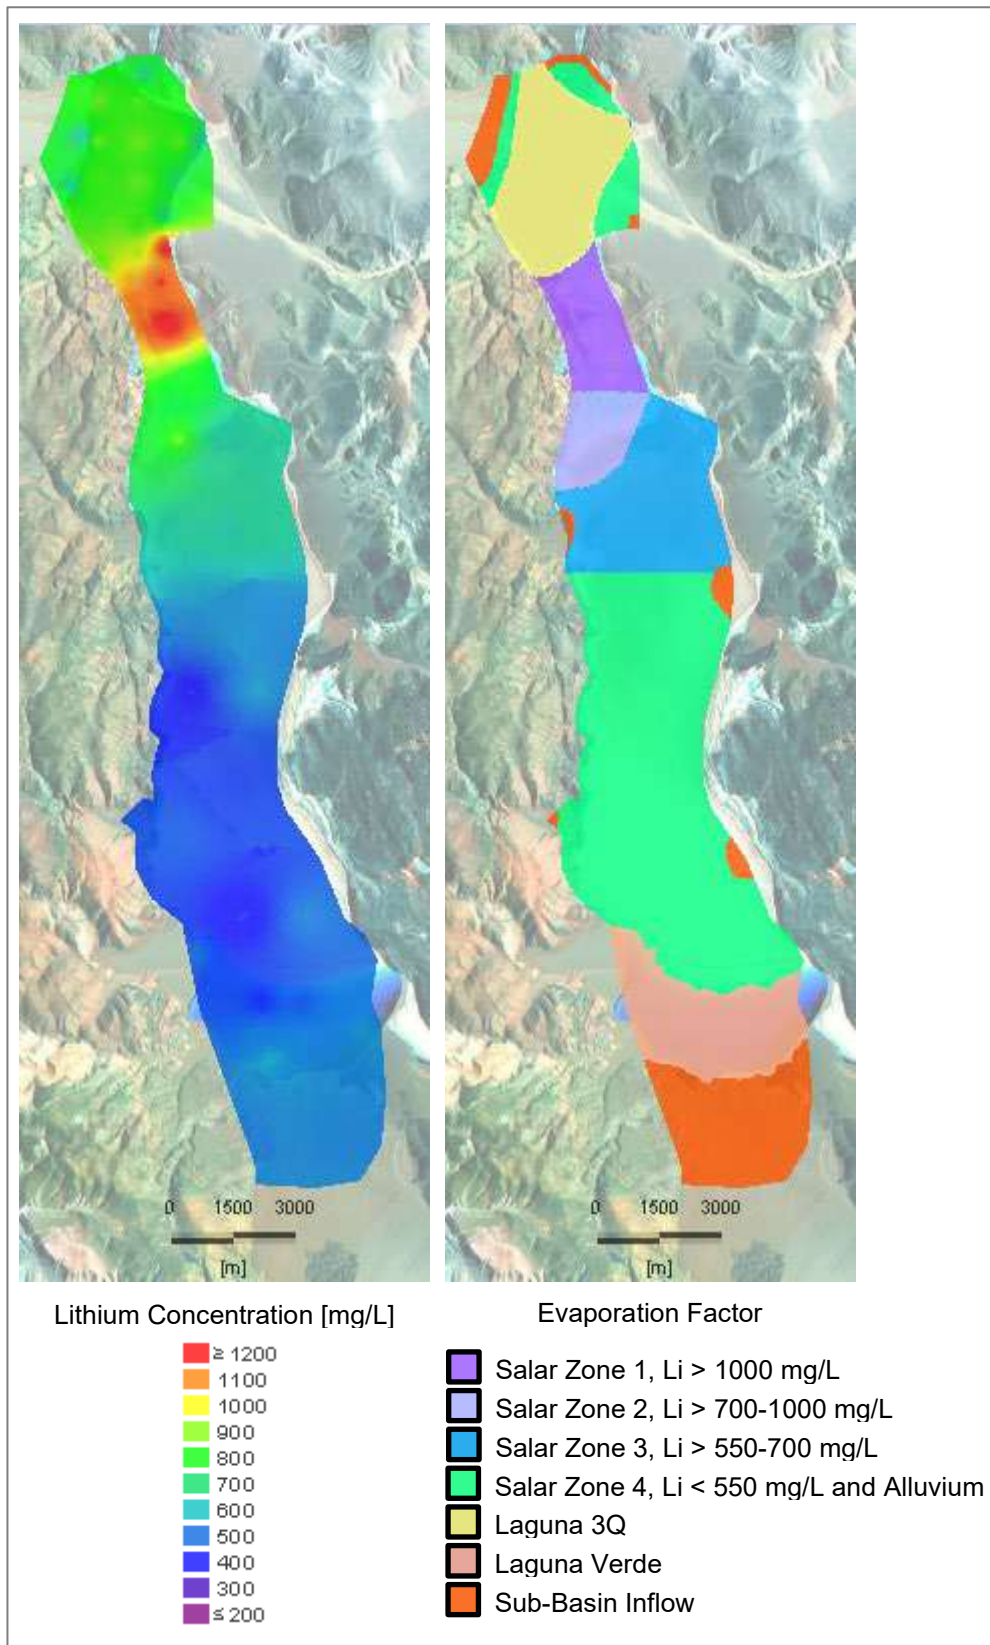 0 1500 3000
[m]
0 1500 3000
[m]
Lithium Concentration [mg/L]
≥ 1200
1100
1000
900
800
700
600
500
400
300
≤ 200
Evaporation Factor
Salar Zone 1, Li > 1000 mg/L
Salar Zone 2, Li > 700-1000 mg/L
Salar Zone 3, Li > 550-700 mg/L
Salar Zone 4, Li < 550 mg/L and Alluvium
Laguna 3Q
Laguna Verde
Sub-Basin Inflow